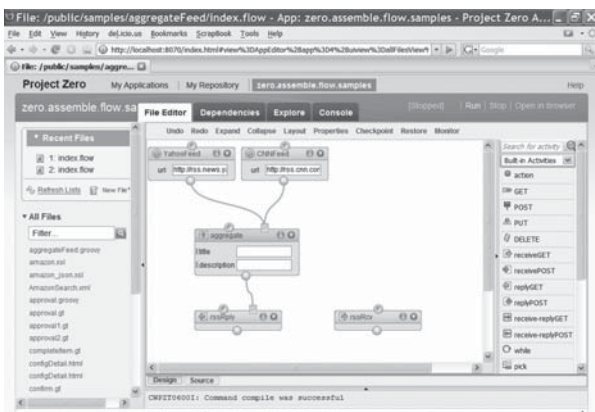 File: /public/samples/aggregateFeed/index.flow - App: zero.assemble.flow.samples - Project Zero A...
File Edit View History del.icio.us Bookmarks ScrapBook Tools Help
http://localhost:8070/index.html#view%3DAppEditor%26app%3D4%26uiview%3DallFilesView%
Google
File: /public/samples/aggre...
Project Zero My Applications | My Repository | zero.assemble.flow.samples Help
zero.assemble.flow.sa File Editor Dependencies Explore Console [Stopped] | Run | Stop | Open in browser
Undo Redo Expand Collapse Layout Properties Checkpoint Restore Monitor
Recent Files
1: index.flow
2: index.flow
Refresh Lists New File
All Files
Filter...
aggregateFeed.groovy
amazon.xsl
amazon_json.xsl
AmazonSearch.xml
approval.groovy
approval.gt
approval1.gt
approval2.gt
completeItem.gt
configDetail.html
configDetail.html
confirm.gt
YahooFeed
url http://rss.news.y
CNNFeed
url http://rss.cnn.cor
aggregate
title
description
rssRply
rssRcv
Search for activity
Built-in Activities
action
GET
POST
PUT
DELETE
receiveGET
receivePOST
replyGET
replyPOST
receive-replyGET
receive-replyPOST
while
pick
Design Source
CWPZT0600I: Command compile was successful